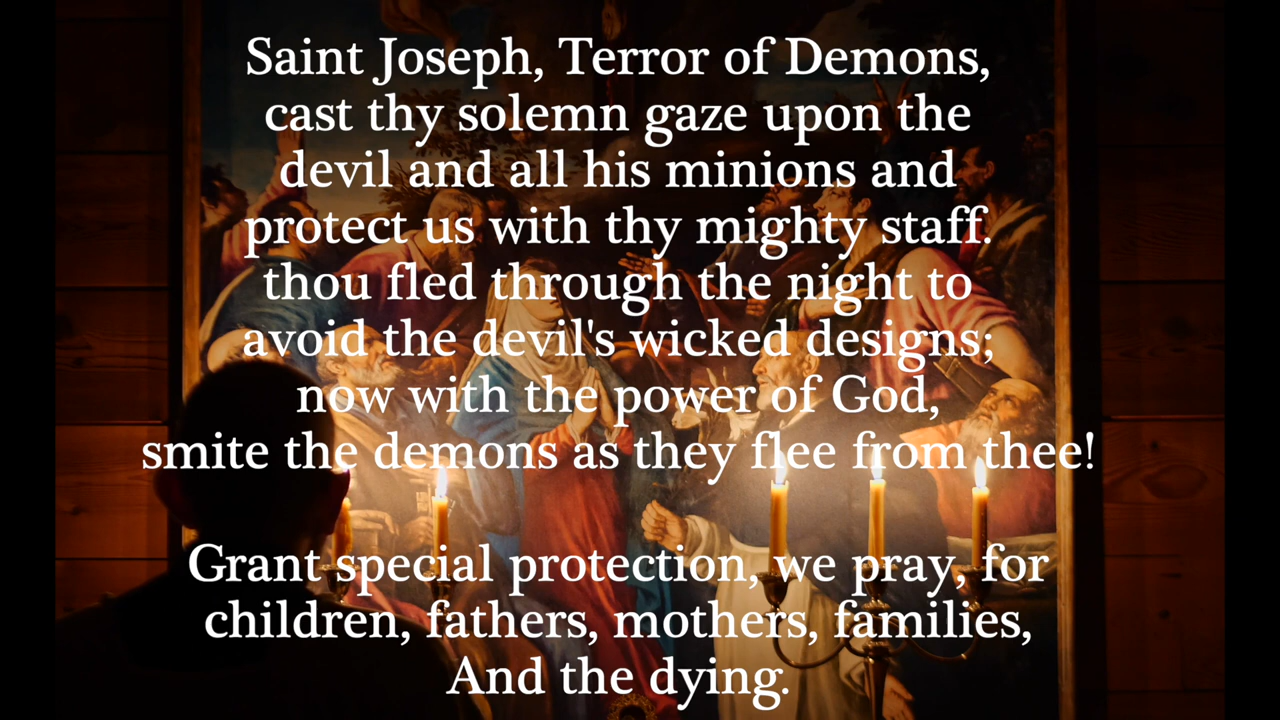 Saint Joseph, Terror of Demons,
cast thy solemn gaze upon the
devil and all his minions and
protect us with thy mighty staff.
thou fled through the night to
avoid the devil's wicked designs;
now with the power of God,
smite the demons as they flee from thee!
Grant special protection, we pray, for
children, fathers, mothers, families,
And the dying.